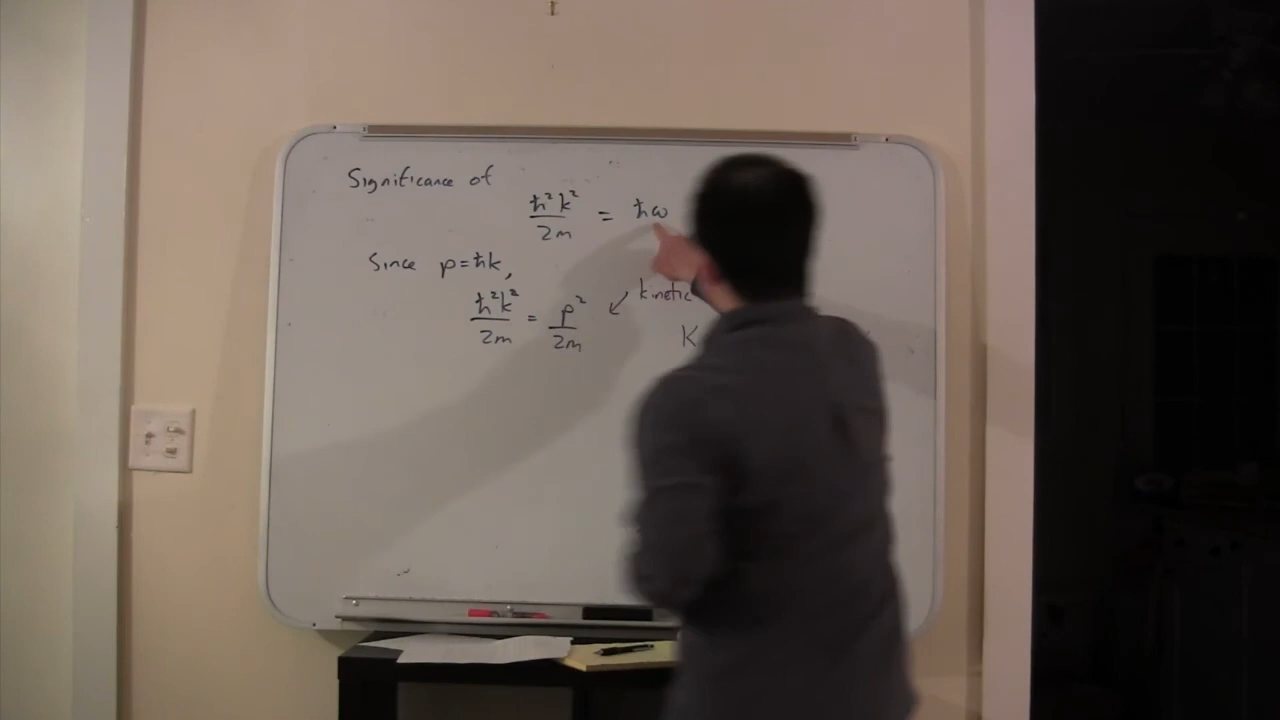 Significance of
ħ²k²/2m = ħω
Since p=ħk,
ħ²k²/2m = p²/2m ↙ kinetic
K